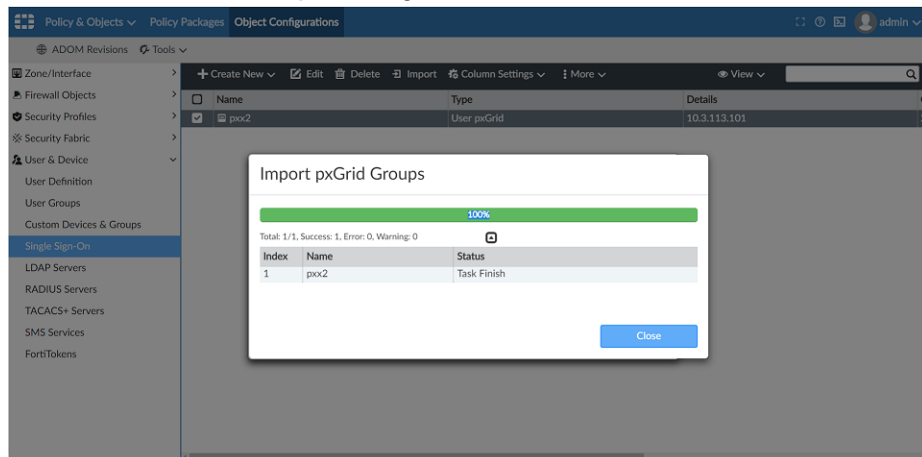 Policy & Objects Policy Packages Object Configurations admin
ADOM Revisions Tools
Zone/Interface
Create New Edit Delete Import Column Settings More View
Firewall Objects
Name Type Details
Security Profiles
pxx2 User pxGrid 10.3.113.101
Security Fabric
User & Device
User Definition
User Groups
Custom Devices & Groups
Single Sign-On
LDAP Servers
RADIUS Servers
TACACS+ Servers
SMS Services
FortiTokens
Import pxGrid Groups
100%
Total: 1/1, Success: 1, Error: 0, Warning: 0
Index Name Status
1 pxx2 Task Finish
Close